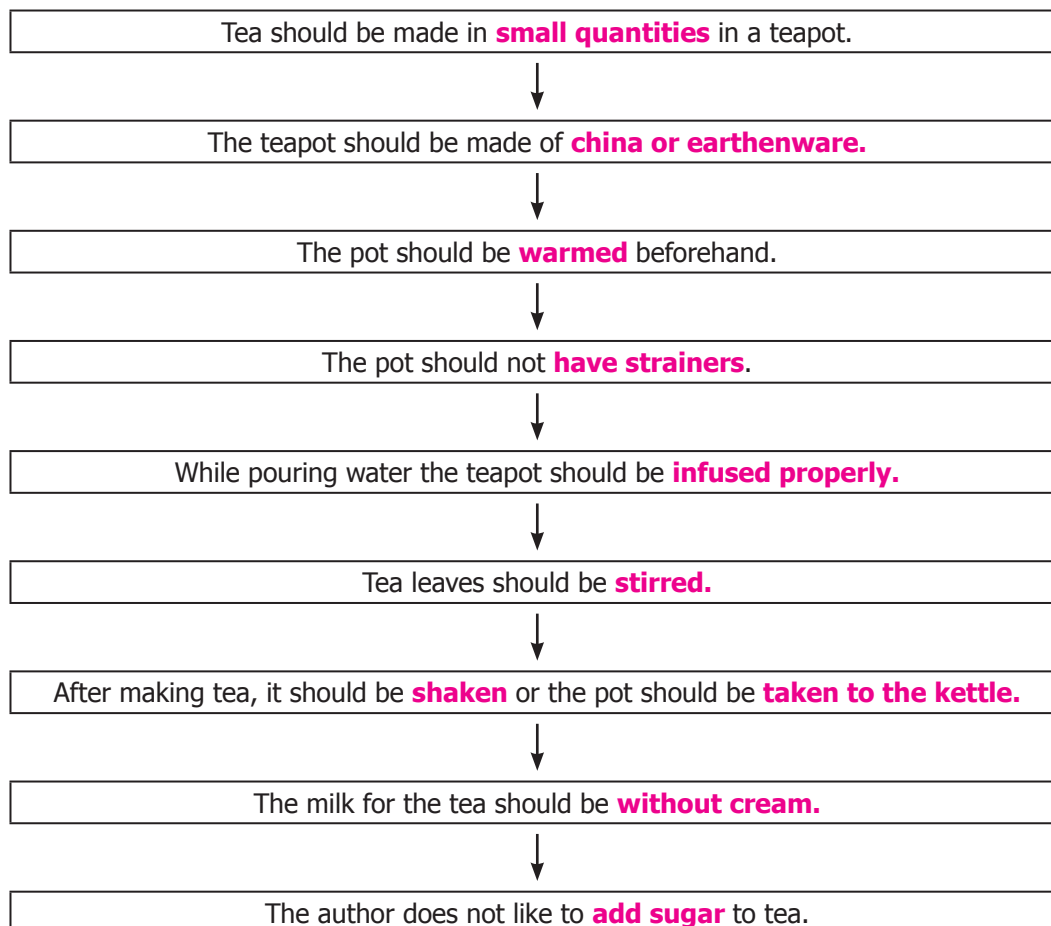 Tea should be made in small quantities in a teapot.
The teapot should be made of china or earthenware.
The pot should be warmed beforehand.
The pot should not have strainers.
While pouring water the teapot should be infused properly.
Tea leaves should be stirred.
After making tea, it should be shaken or the pot should be taken to the kettle.
The milk for the tea should be without cream.
The author does not like to add sugar to tea.